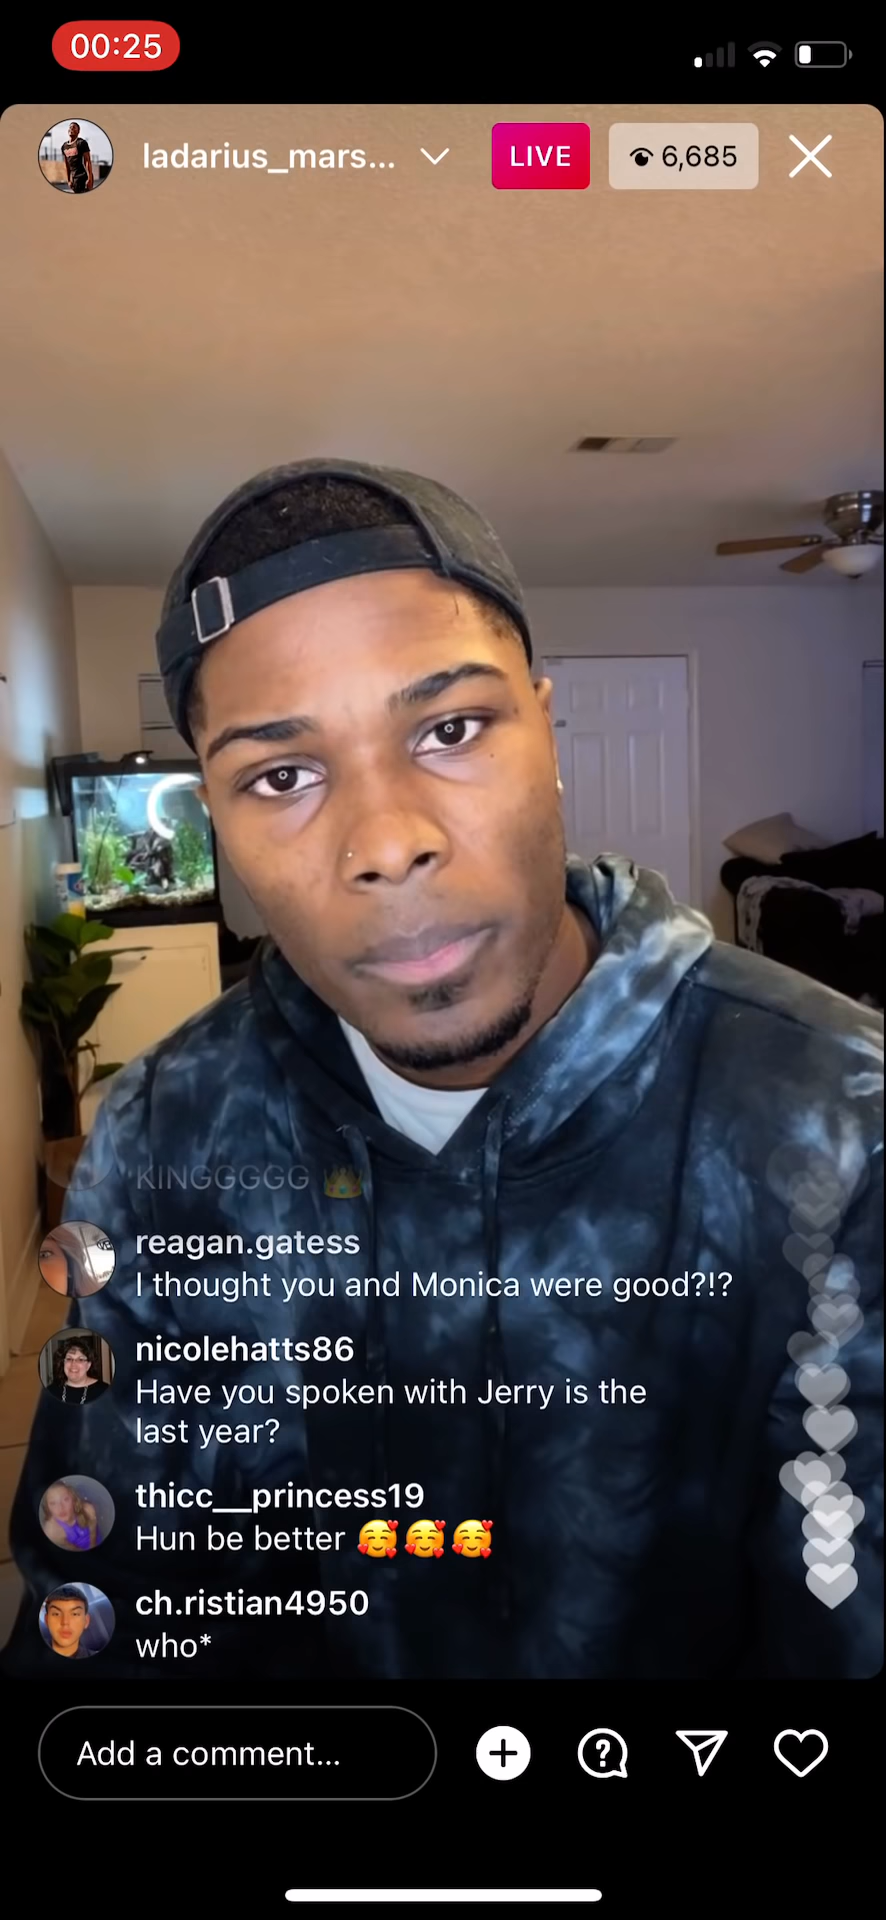 00:25
ladarius_mars...
LIVE
6,685
KINGGGGG 👑
reagan.gatess
I thought you and Monica were good?!?
nicolehatts86
Have you spoken with Jerry is the
last year?
thicc__princess19
Hun be better 🥰🥰🥰
ch.ristian4950
who*
Add a comment...